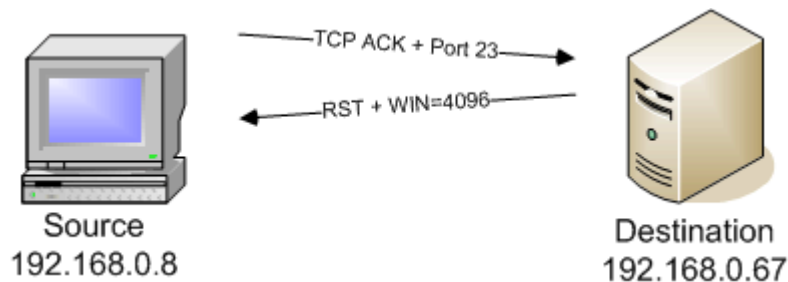 TCP ACK + Port 23
RST + WIN=4096
Source
192.168.0.8
Destination
192.168.0.67